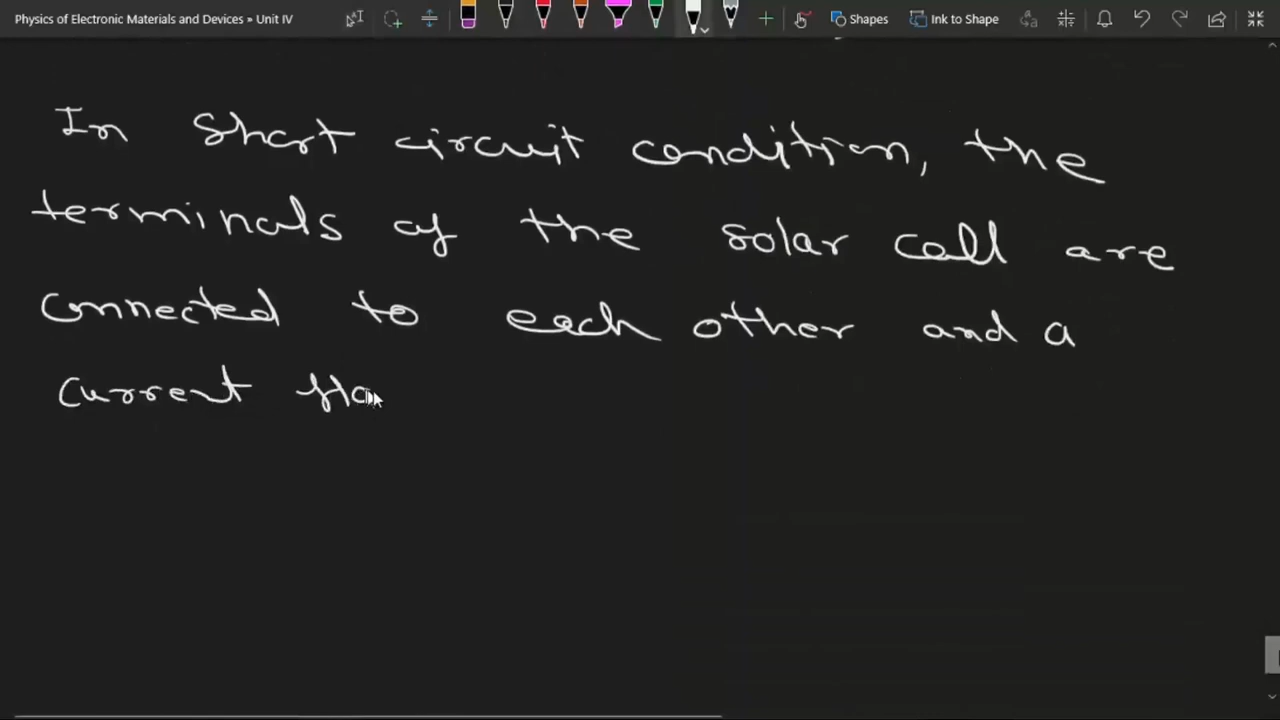 Physics of Electronic Materials and Devices » Unit IV
Shapes
Ink to Shape
In short circuit condition, the
terminals of the solar cell are
connected to each other and a
current flo